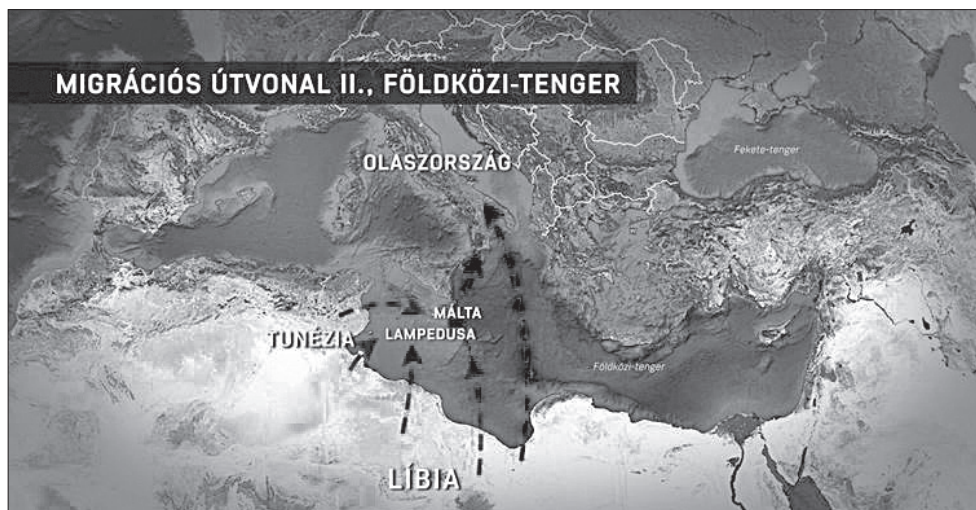 MIGRÁCIÓS ÚTVONAL II., FÖLDKÖZI-TENGER
OLASZORSZÁG
Fekete-tenger
MÁLTA
LAMPEDUSA
TUNÉZIA
Földközi-tenger
LÍBIA